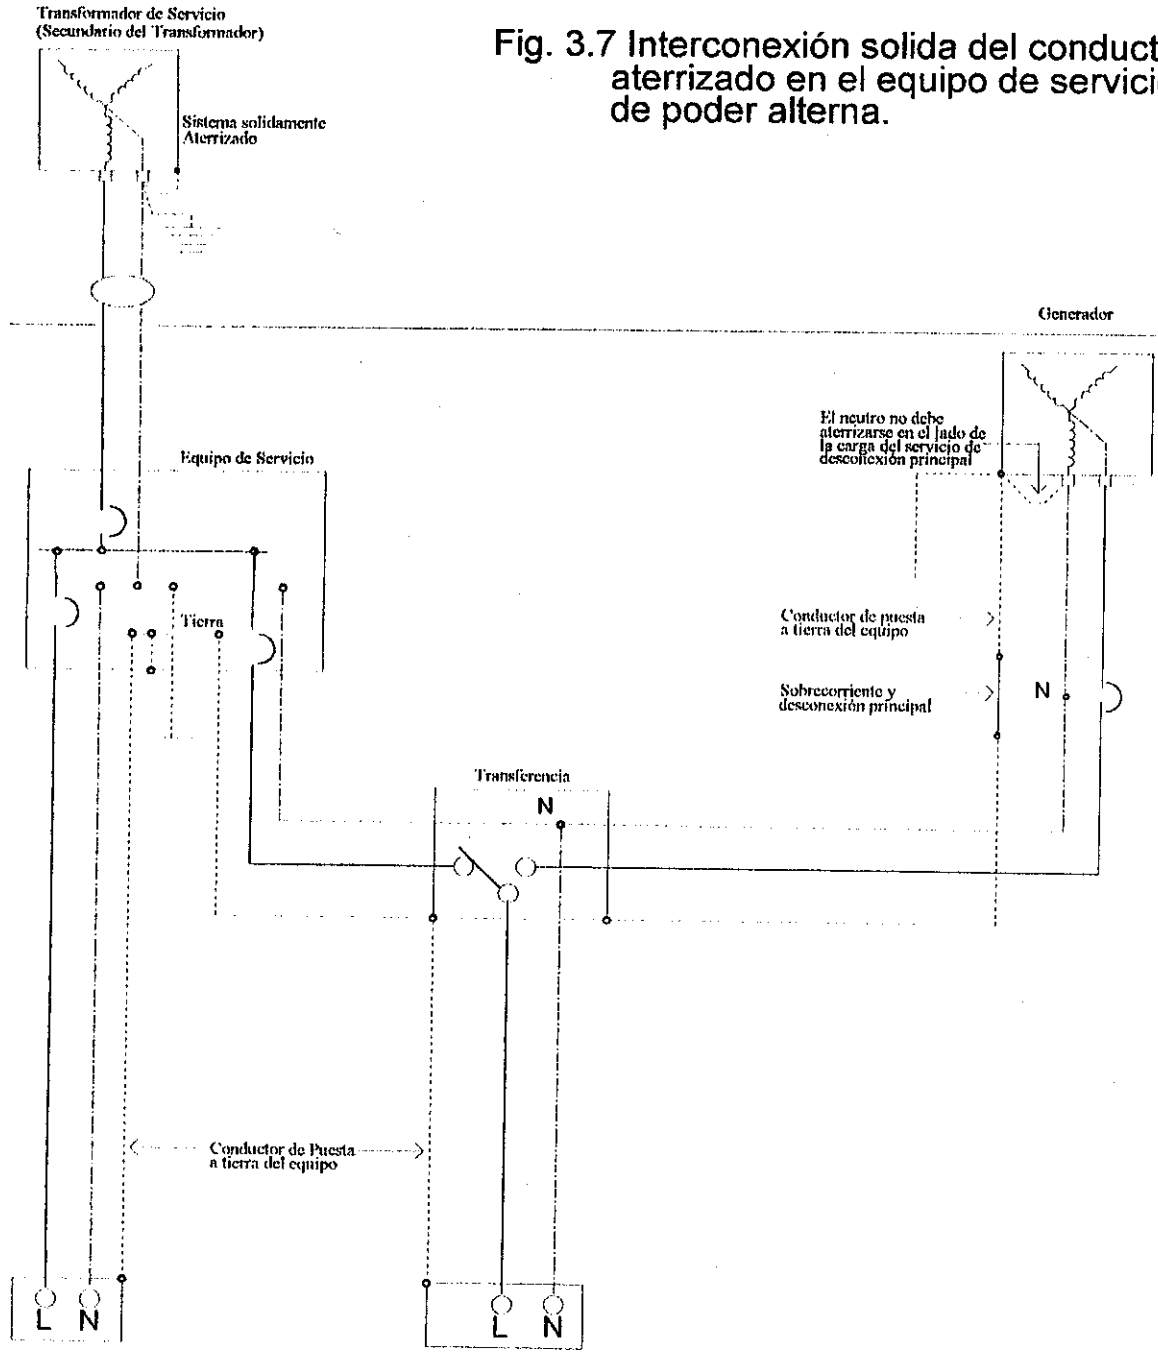 Transformador de Servicio
(Secundario del Transformador)
Fig. 3.7 Interconexión solida del conduct
aterrizado en el equipo de servici
de poder alterna.
Sistema solidamente
Aterrizado
Generador
El neutro no debe
aterrizarse en el lado de
la carga del servicio de
desconexión principal
Equipo de Servicio
Tierra
Conductor de puesta
a tierra del equipo
Sobrecorriente y
desconexión principal
N
Transferencia
N
Conductor de Puesta
a tierra del equipo
L N
L N